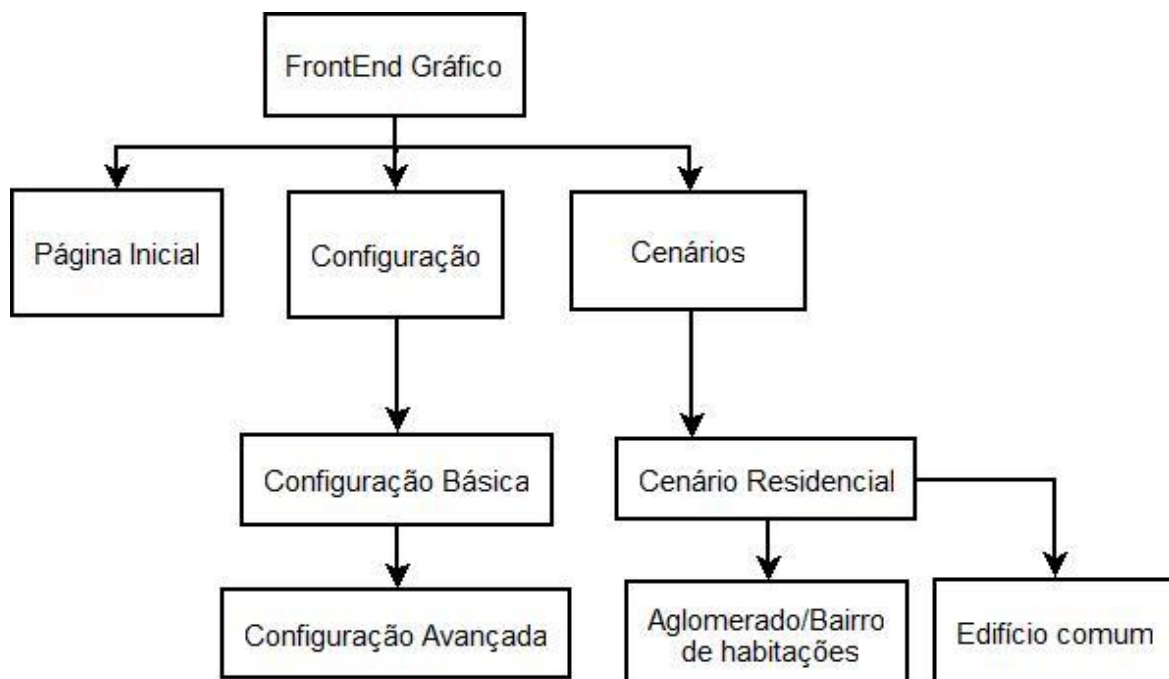 FrontEnd Gráfico
Página Inicial
Configuração
Cenários
Configuração Básica
Cenário Residencial
Configuração Avançada
Aglomerado/Bairro
de habitações
Edifício comum